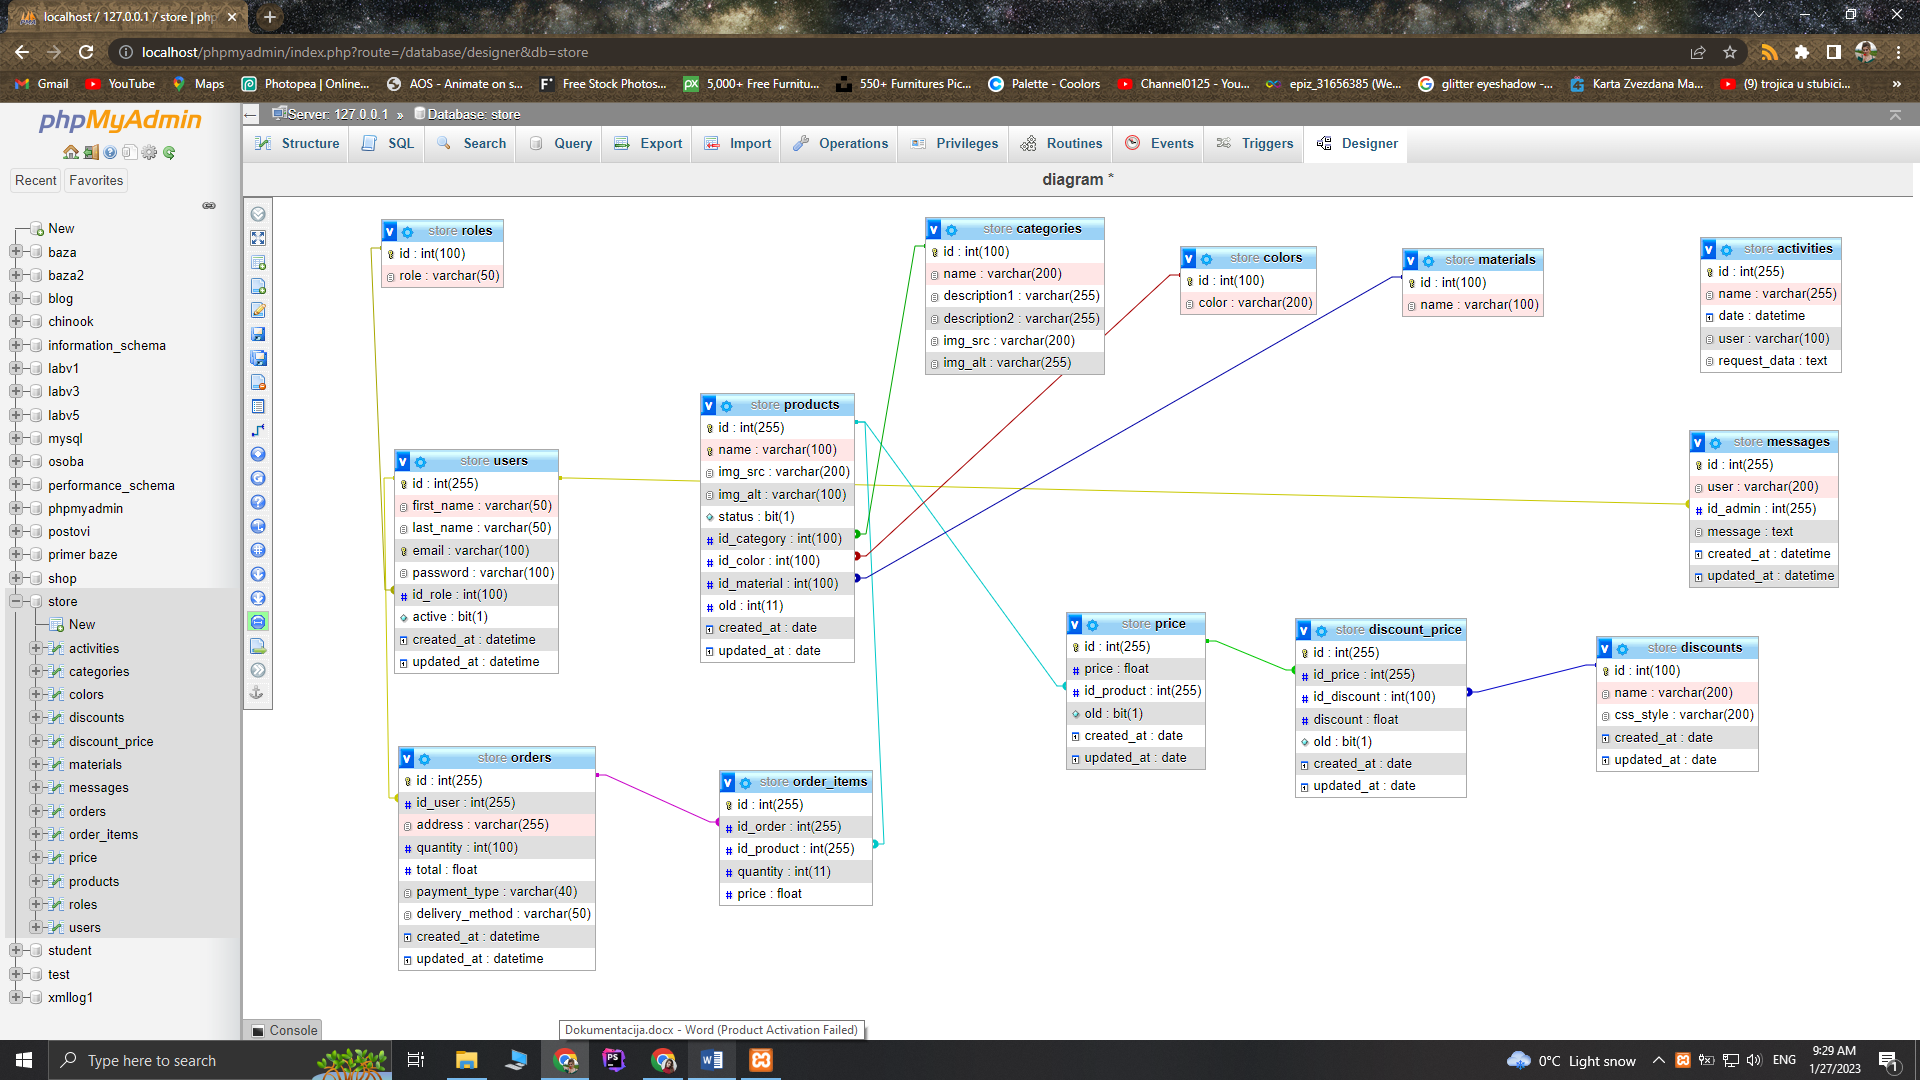 localhost / 127.0.0.1 / store | php
localhost/phpmyadmin/index.php?route=/database/designer&db=store
Gmail
YouTube
Maps
Photopea | Online...
AOS - Animate on s...
Free Stock Photos...
5,000+ Free Furnitu...
550+ Furnitures Pic...
Palette - Coolors
Channel0125 - You...
epiz_31656385 (We...
glitter eyeshadow -...
Karta Zvezdana Ma...
(9) trojica u stubici...
»
phpMyAdmin
Recent
Favorites
New
baza
baza2
blog
chinook
information_schema
labv1
labv3
labv5
mysql
osoba
performance_schema
phpmyadmin
postovi
primer baze
shop
store
New
activities
categories
colors
discounts
discount_price
materials
messages
orders
order_items
price
products
roles
users
student
test
xmllog1
Server: 127.0.0.1 » Database: store
Structure
SQL
Search
Query
Export
Import
Operations
Privileges
Routines
Events
Triggers
Designer
diagram *
v store roles
id : int(100)
role : varchar(50)
v store categories
id : int(100)
name : varchar(200)
description1 : varchar(255)
description2 : varchar(255)
img_src : varchar(200)
img_alt : varchar(255)
v store colors
id : int(100)
color : varchar(200)
v store materials
id : int(100)
name : varchar(100)
v store activities
id : int(255)
name : varchar(255)
date : datetime
user : varchar(100)
request_data : text
v store users
id : int(255)
first_name : varchar(50)
last_name : varchar(50)
email : varchar(100)
password : varchar(100)
# id_role : int(100)
active : bit(1)
created_at : datetime
updated_at : datetime
v store products
id : int(255)
name : varchar(100)
img_src : varchar(200)
img_alt : varchar(100)
status : bit(1)
# id_category : int(100)
# id_color : int(100)
# id_material : int(100)
# old : int(11)
created_at : date
updated_at : date
v store messages
id : int(255)
user : varchar(200)
# id_admin : int(255)
message : text
created_at : datetime
updated_at : datetime
v store price
id : int(255)
# price : float
# id_product : int(255)
old : bit(1)
created_at : date
updated_at : date
v store discount_price
id : int(255)
# id_price : int(255)
# id_discount : int(100)
# discount : float
old : bit(1)
created_at : date
updated_at : date
v store discounts
id : int(100)
name : varchar(200)
css_style : varchar(200)
created_at : date
updated_at : date
v store orders
id : int(255)
# id_user : int(255)
address : varchar(255)
# quantity : int(100)
# total : float
payment_type : varchar(40)
delivery_method : varchar(50)
created_at : datetime
updated_at : datetime
v store order_items
id : int(255)
# id_order : int(255)
# id_product : int(255)
# quantity : int(11)
# price : float
Console
Dokumentacija.docx - Word (Product Activation Failed)
Type here to search
0°C Light snow
ENG
9:29 AM
1/27/2023
1